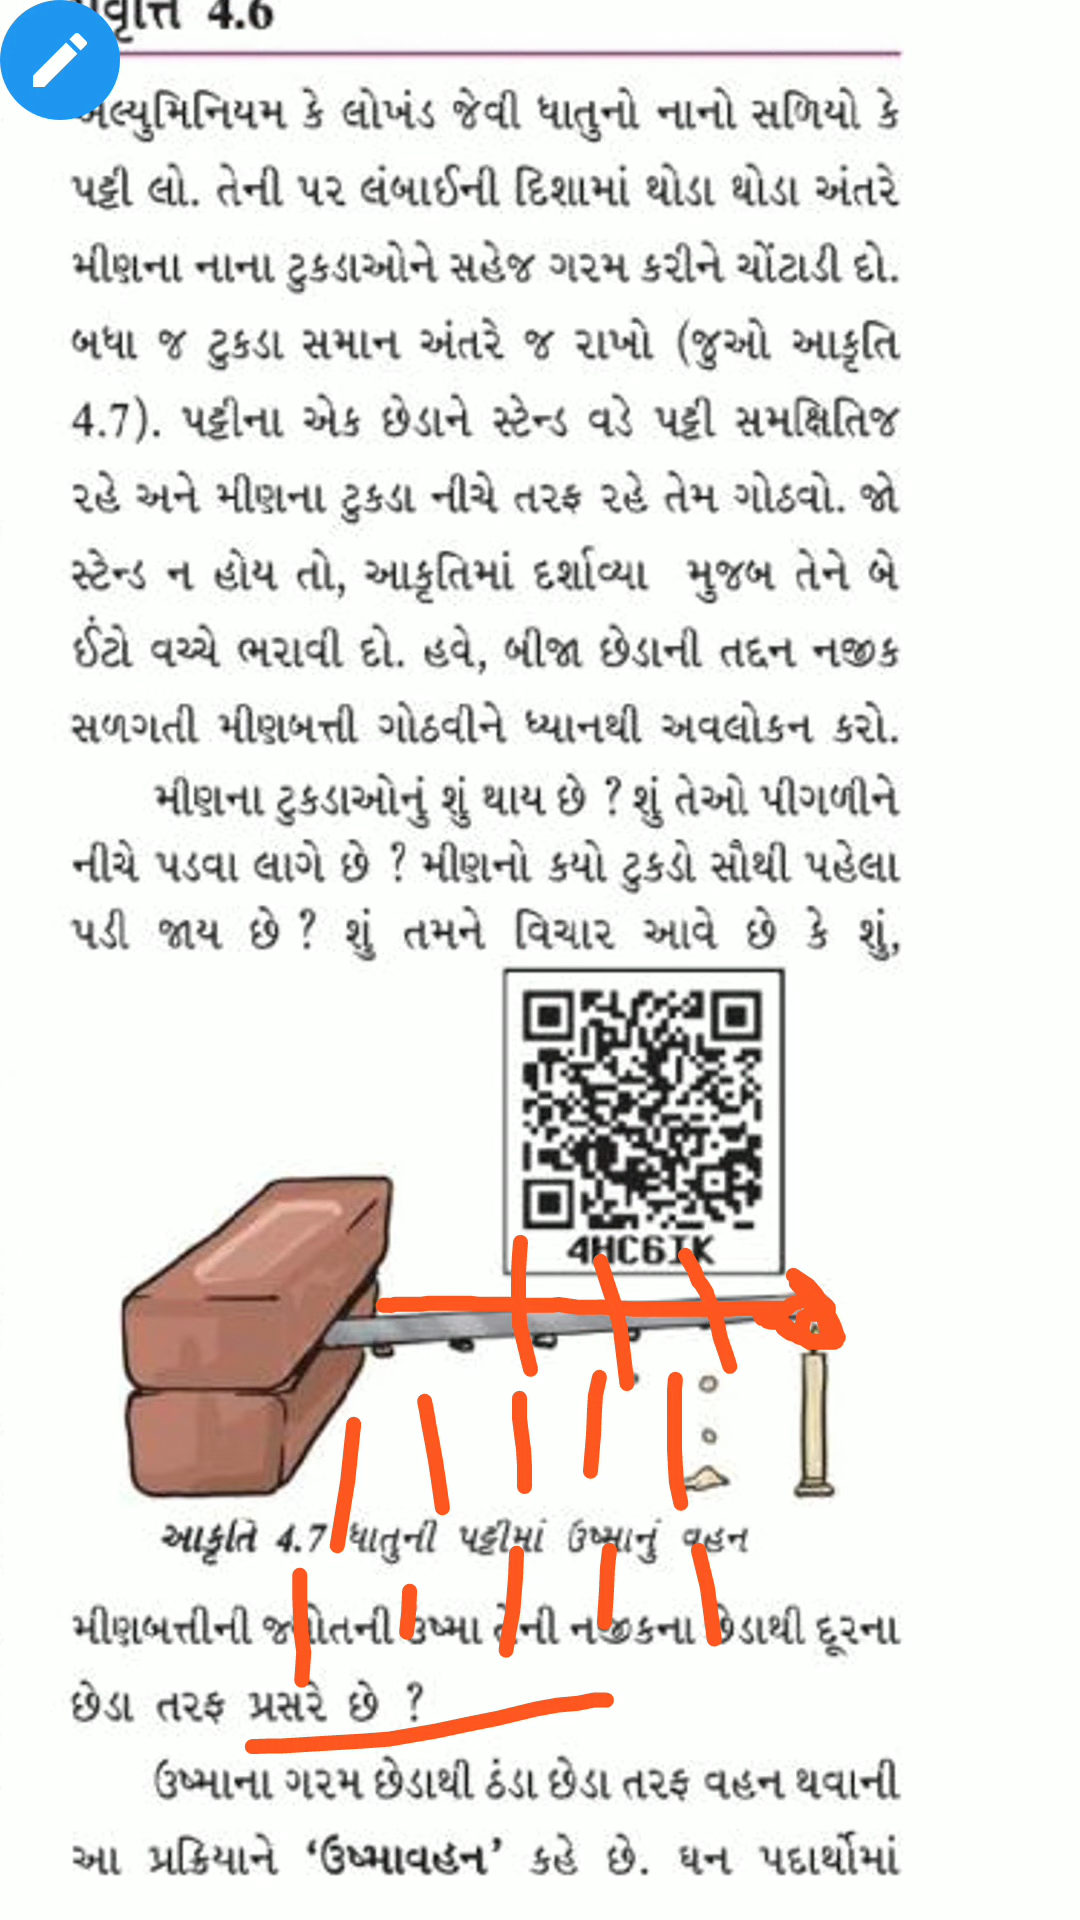 4.6
અલ્યુમિનિયમ કે લોખંડ જેવી ધાતુનો નાનો સળિયો કે
પટ્ટી લો. તેની પર લંબાઈની દિશામાં થોડા થોડા અંતરે
મીણના નાના ટુકડાઓને સહેજ ગરમ કરીને ચોંટાડી દો.
બધા જ ટુકડા સમાન અંતરે જ રાખો (જુઓ આકૃતિ
4.7). પટ્ટીના એક છેડાને સ્ટેન્ડ વડે પટ્ટી સમક્ષિતિજ
રહે અને મીણના ટુકડા નીચે તરફ રહે તેમ ગોઠવો. જો
સ્ટેન્ડ ન હોય તો, આકૃતિમાં દર્શાવ્યા મુજબ તેને બે
ઈંટો વચ્ચે ભરાવી દો. હવે, બીજા છેડાની તદ્દન નજીક
સળગતી મીણબત્તી ગોઠવીને ધ્યાનથી અવલોકન કરો.
મીણના ટુકડાઓનું શું થાય છે ? શું તેઓ પીગળીને
નીચે પડવા લાગે છે ? મીણનો કયો ટુકડો સૌથી પહેલા
પડી જાય છે ? શું તમને વિચાર આવે છે કે શું,
4HC6IK
આકૃતિ 4.7 ધાતુની પટ્ટીમાં ઉષ્માનું વહન
મીણબત્તીની જ્યોતની ઉષ્મા તેની નજીકના છેડાથી દૂરના
છેડા તરફ પ્રસરે છે ?
ઉષ્માના ગરમ છેડાથી ઠંડા છેડા તરફ વહન થવાની
આ પ્રક્રિયાને ‘ઉષ્માવહન’ કહે છે. ઘન પદાર્થોમાં